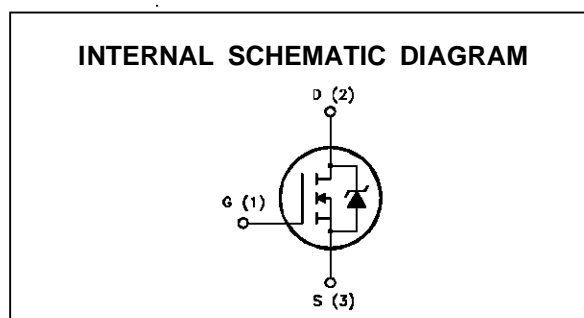 INTERNAL SCHEMATIC DIAGRAM
D (2)
G (1)
S (3)